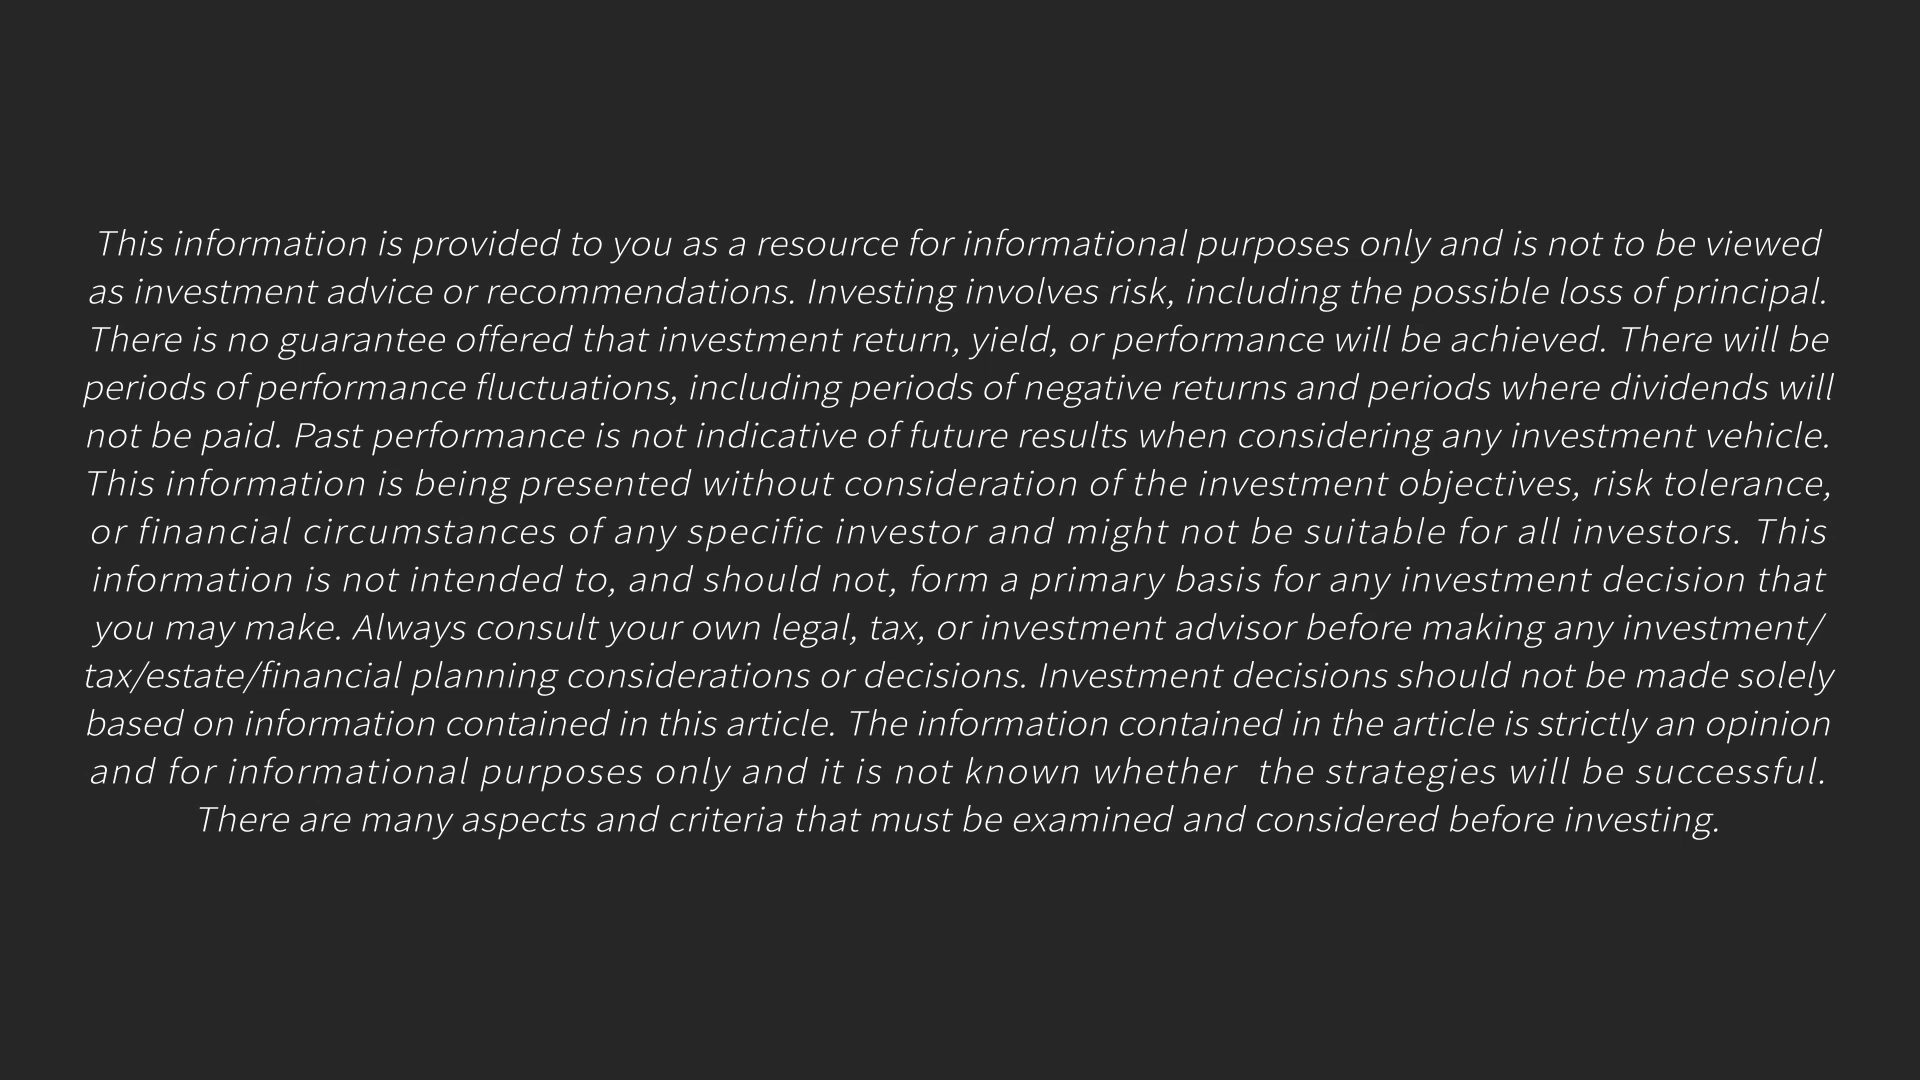 This information is provided to you as a resource for informational purposes only and is not to be viewed
as investment advice or recommendations. Investing involves risk, including the possible loss of principal.
There is no guarantee offered that investment return, yield, or performance will be achieved. There will be
periods of performance fluctuations, including periods of negative returns and periods where dividends will
not be paid. Past performance is not indicative of future results when considering any investment vehicle.
This information is being presented without consideration of the investment objectives, risk tolerance,
or financial circumstances of any specific investor and might not be suitable for all investors. This
information is not intended to, and should not, form a primary basis for any investment decision that
you may make. Always consult your own legal, tax, or investment advisor before making any investment/
tax/estate/financial planning considerations or decisions. Investment decisions should not be made solely
based on information contained in this article. The information contained in the article is strictly an opinion
and for informational purposes only and it is not known whether  the strategies will be successful.
There are many aspects and criteria that must be examined and considered before investing.